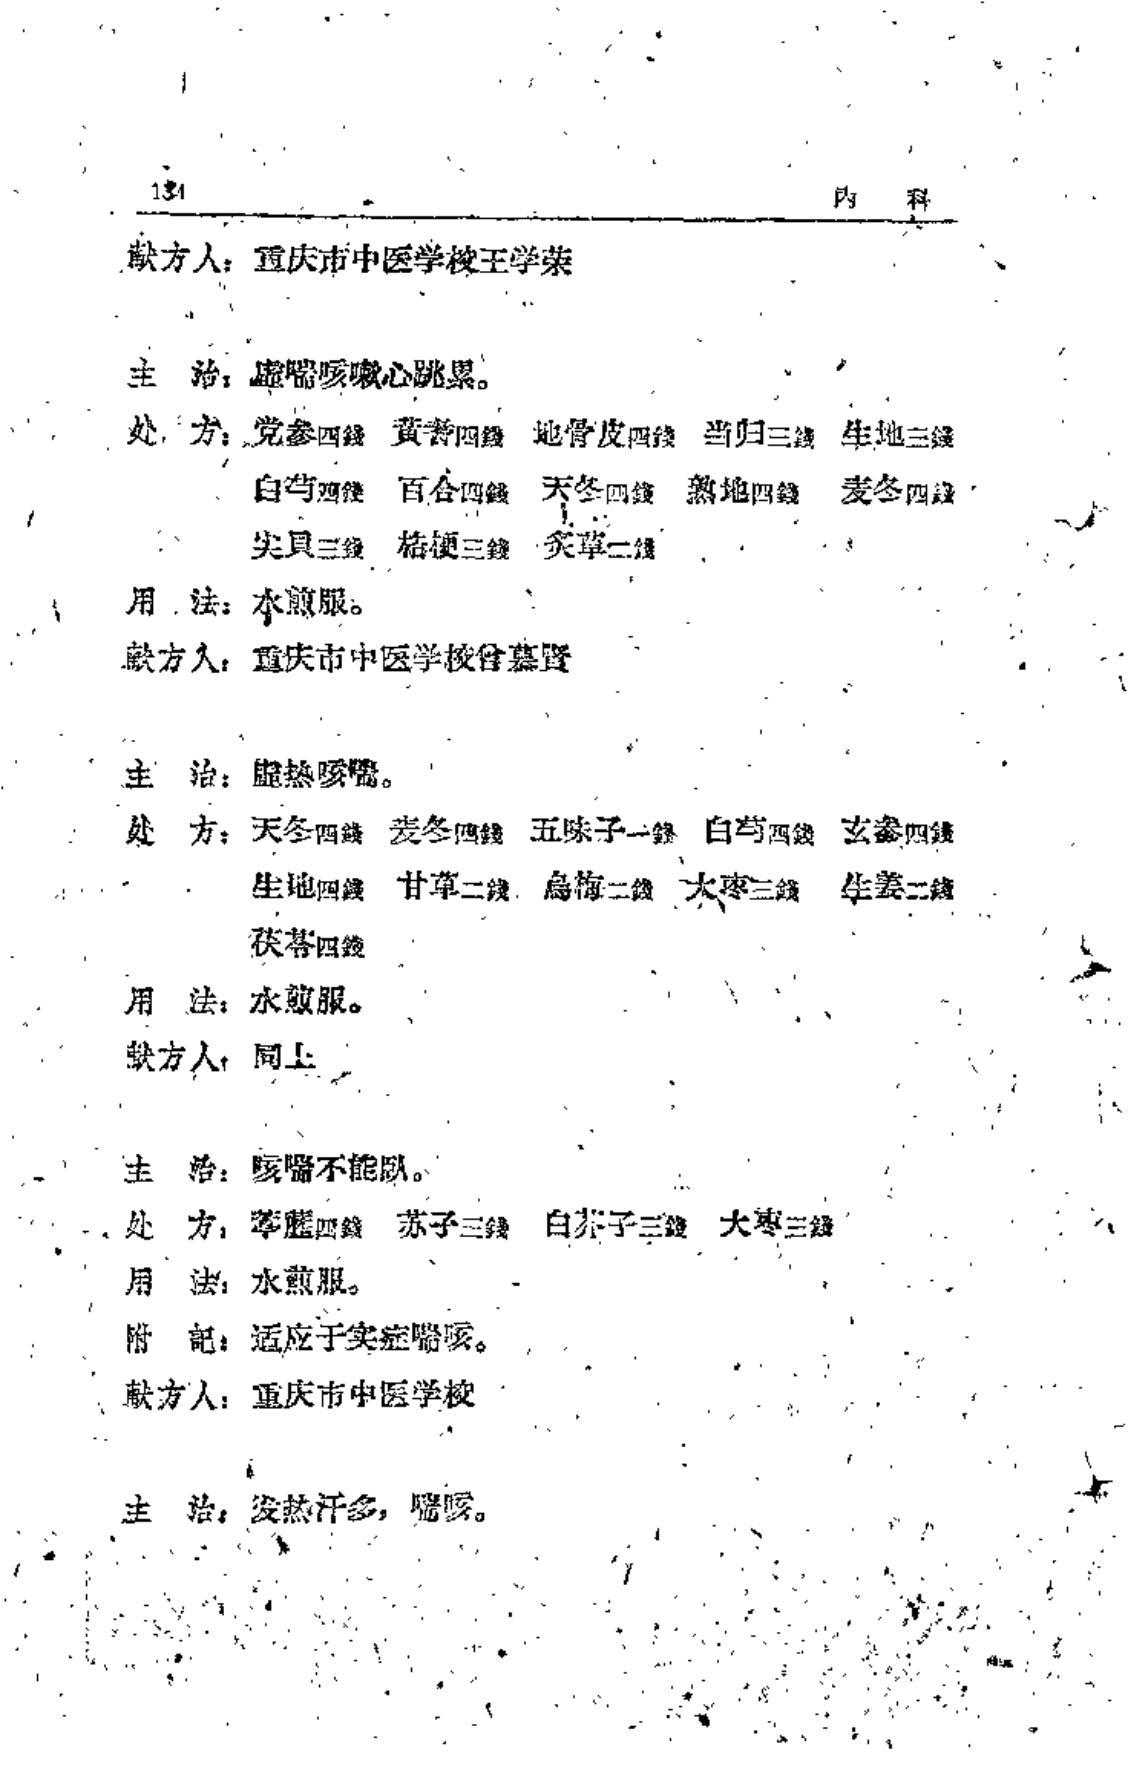 134
内 科
献方人：重庆市中医学校王学荣
主 治：虚喘咳嗽心跳累。
处 方：党参四錢 黄耆四錢 地骨皮四錢 当归三錢 生地三錢
白芍四錢 百合四錢 天冬四錢 熟地四錢 麦冬四錢
尖貝三錢 桔梗三錢 炙草二錢
用 法：水煎服。
献方人：重庆市中医学校曾慕賢
主 治：虚热咳喘。
处 方：天冬四錢 麦冬四錢 五味子一錢 白芍四錢 玄參四錢
生地四錢 甘草二錢 烏梅二錢 大枣三錢 生姜二錢
茯苓四錢
用 法：水煎服。
献方人：同上
主 治：咳喘不能臥。
处 方：葶藶四錢 苏子三錢 白芥子三錢 大枣三錢
用 法：水煎服。
附 記：适应于实症喘咳。
献方人：重庆市中医学校
主 治：发热汗多，喘咳。